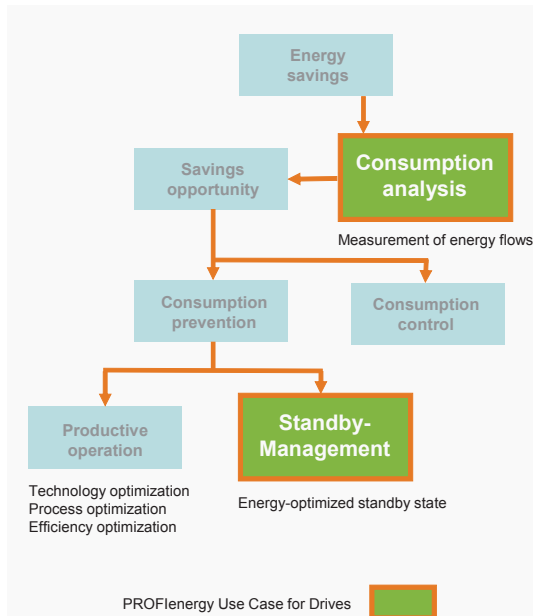 Energy
savings
Consumption
analysis
Savings
opportunity
Measurement of energy flows
Consumption
prevention
Consumption
control
Standby-
Management
Productive
operation
Technology optimization
Process optimization
Efficiency optimization
Energy-optimized standby state
PROFIenergy Use Case for Drives